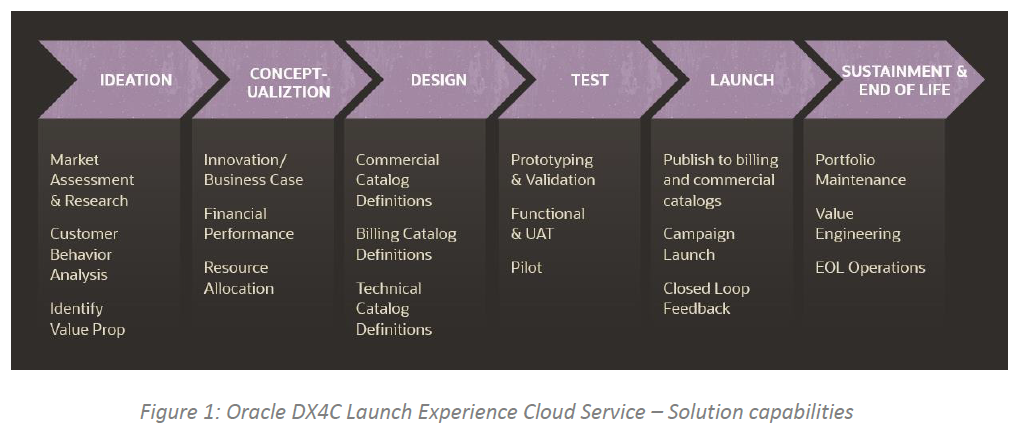 IDEATION
CONCEPT-
UALIZTION
DESIGN
TEST
LAUNCH
SUSTAINMENT &
END OF LIFE
Market
Assessment
& Research
Customer
Behavior
Analysis
Identify
Value Prop
Innovation/
Business Case
Financial
Performance
Resource
Allocation
Commercial
Catalog
Definitions
Billing Catalog
Definitions
Technical
Catalog
Definitions
Prototyping
& Validation
Functional
& UAT
Pilot
Publish to billing
and commercial
catalogs
Campaign
Launch
Closed Loop
Feedback
Portfolio
Maintenance
Value
Engineering
EOL Operations
Figure 1: Oracle DX4C Launch Experience Cloud Service – Solution capabilities